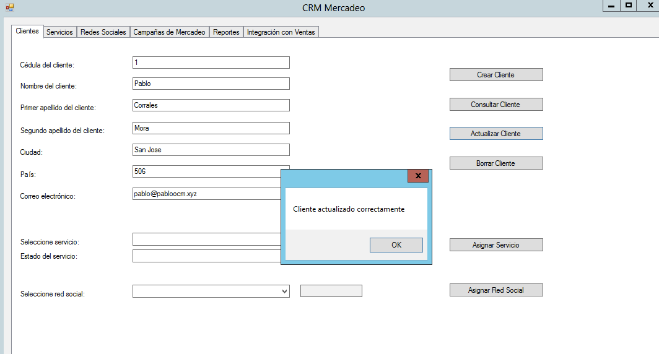 CRM Mercadeo
Clientes Servicios Redes Sociales Campañas de Mercadeo Reportes Integración con Ventas
Cédula del cliente: 1
Crear Cliente
Nombre del cliente: Pablo
Primer apellido del cliente: Corrales
Consultar Cliente
Segundo apellido del cliente: Mora
Actualizar Cliente
Ciudad: San Jose
Borrar Cliente
País: 506
Correo electrónico: pablo@pabloocm.xyz
Cliente actualizado correctamente
OK
Seleccione servicio:
Asignar Servicio
Estado del servicio:
Seleccione red social:
Asignar Red Social